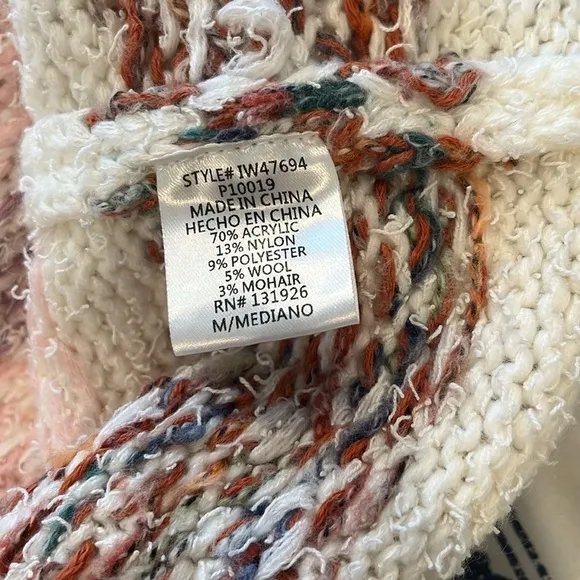 STYLE# IW47694
P10019
MADE IN CHINA
HECHO EN CHINA
70% ACRYLIC
13% NYLON
9% POLYESTER
5% WOOL
3% MOHAIR
RN# 131926
M/MEDIANO